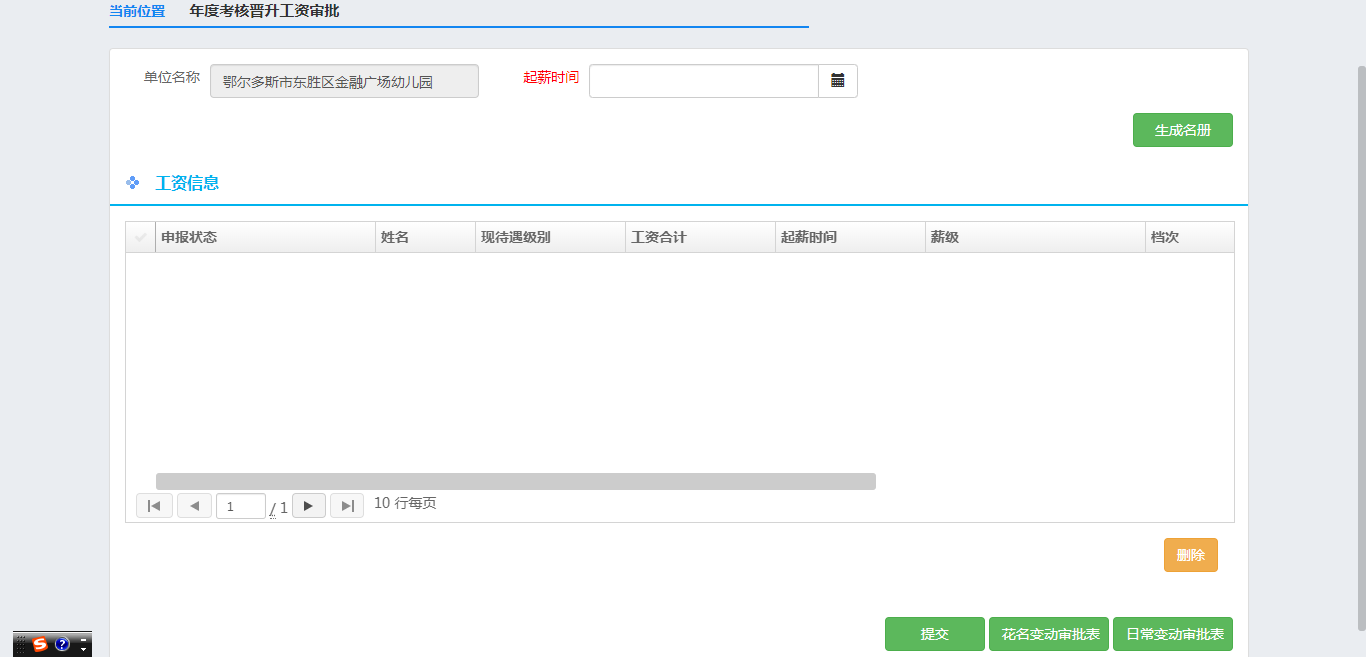 当前位置 年度考核晋升工资审批
单位名称 鄂尔多斯市东胜区金融广场幼儿园 起薪时间
生成名册
工资信息
申报状态 姓名 现待遇级别 工资合计 起薪时间 薪级 档次
1 / 1 10 行每页
删除
提交 花名变动审批表 日常变动审批表